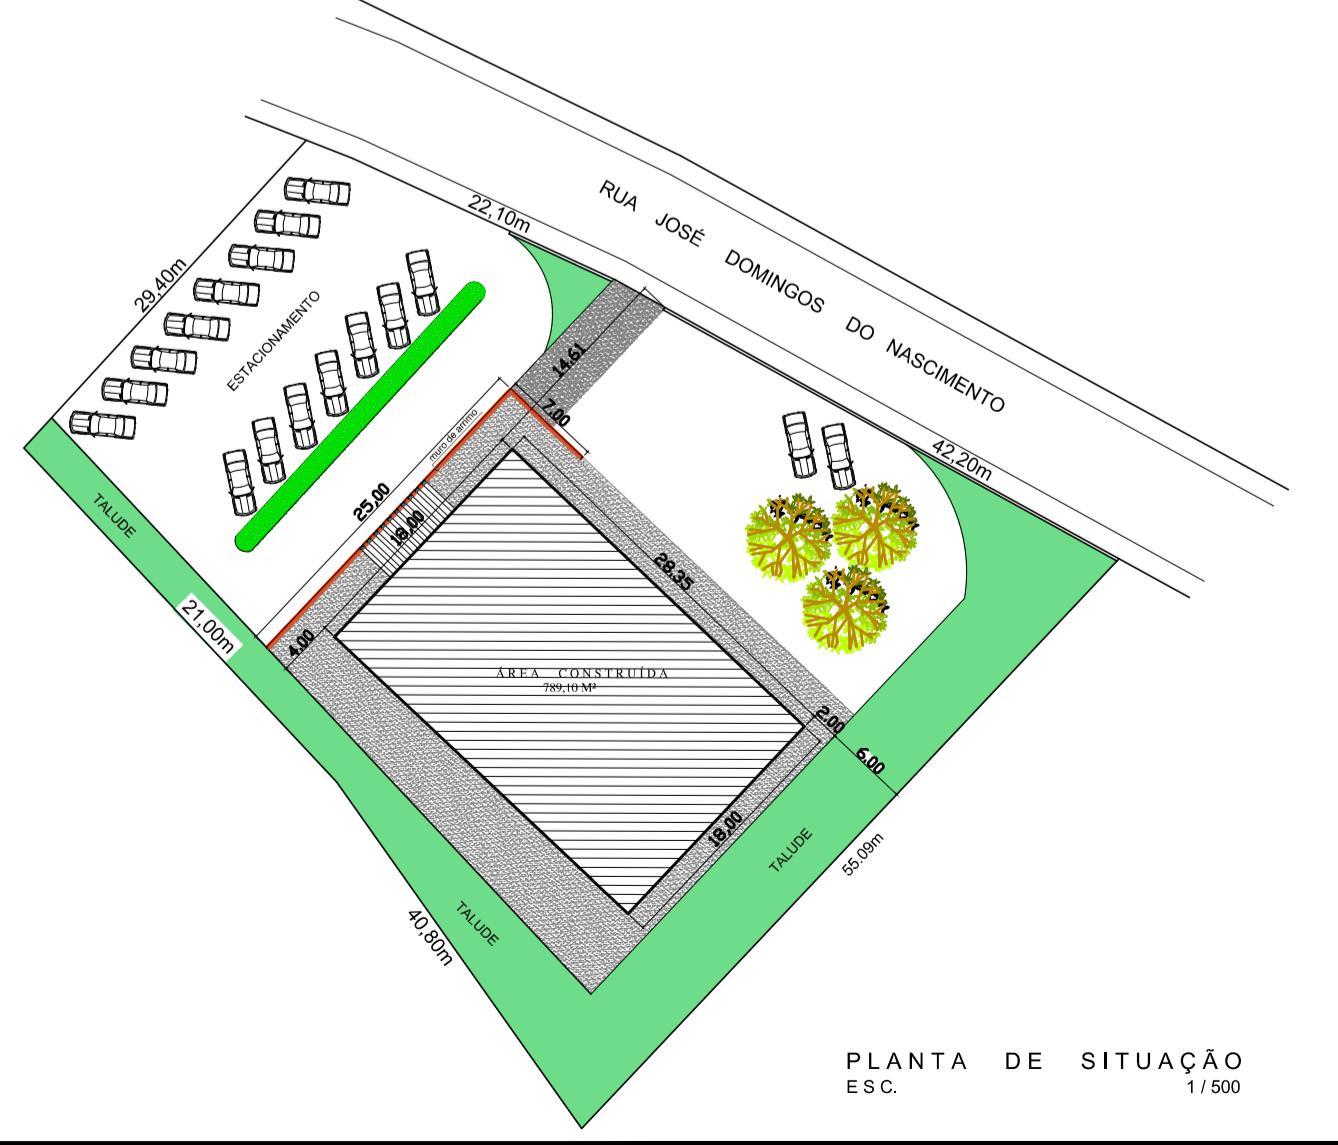 RUA JOSÉ DOMINGOS DO NASCIMENTO
22,10m
29,40m
ESTACIONAMENTO
14,61
7,00
42,20m
muro de arrimo
25,00
18,00
TALUDE
28,35
21,00m
4,00
ÁREA CONSTRUÍDA
789,10 M²
2,00
6,00
18,00
TALUDE
55.09m
TALUDE
40,80m
PLANTA DE SITUAÇÃO
ESC. 1 / 500